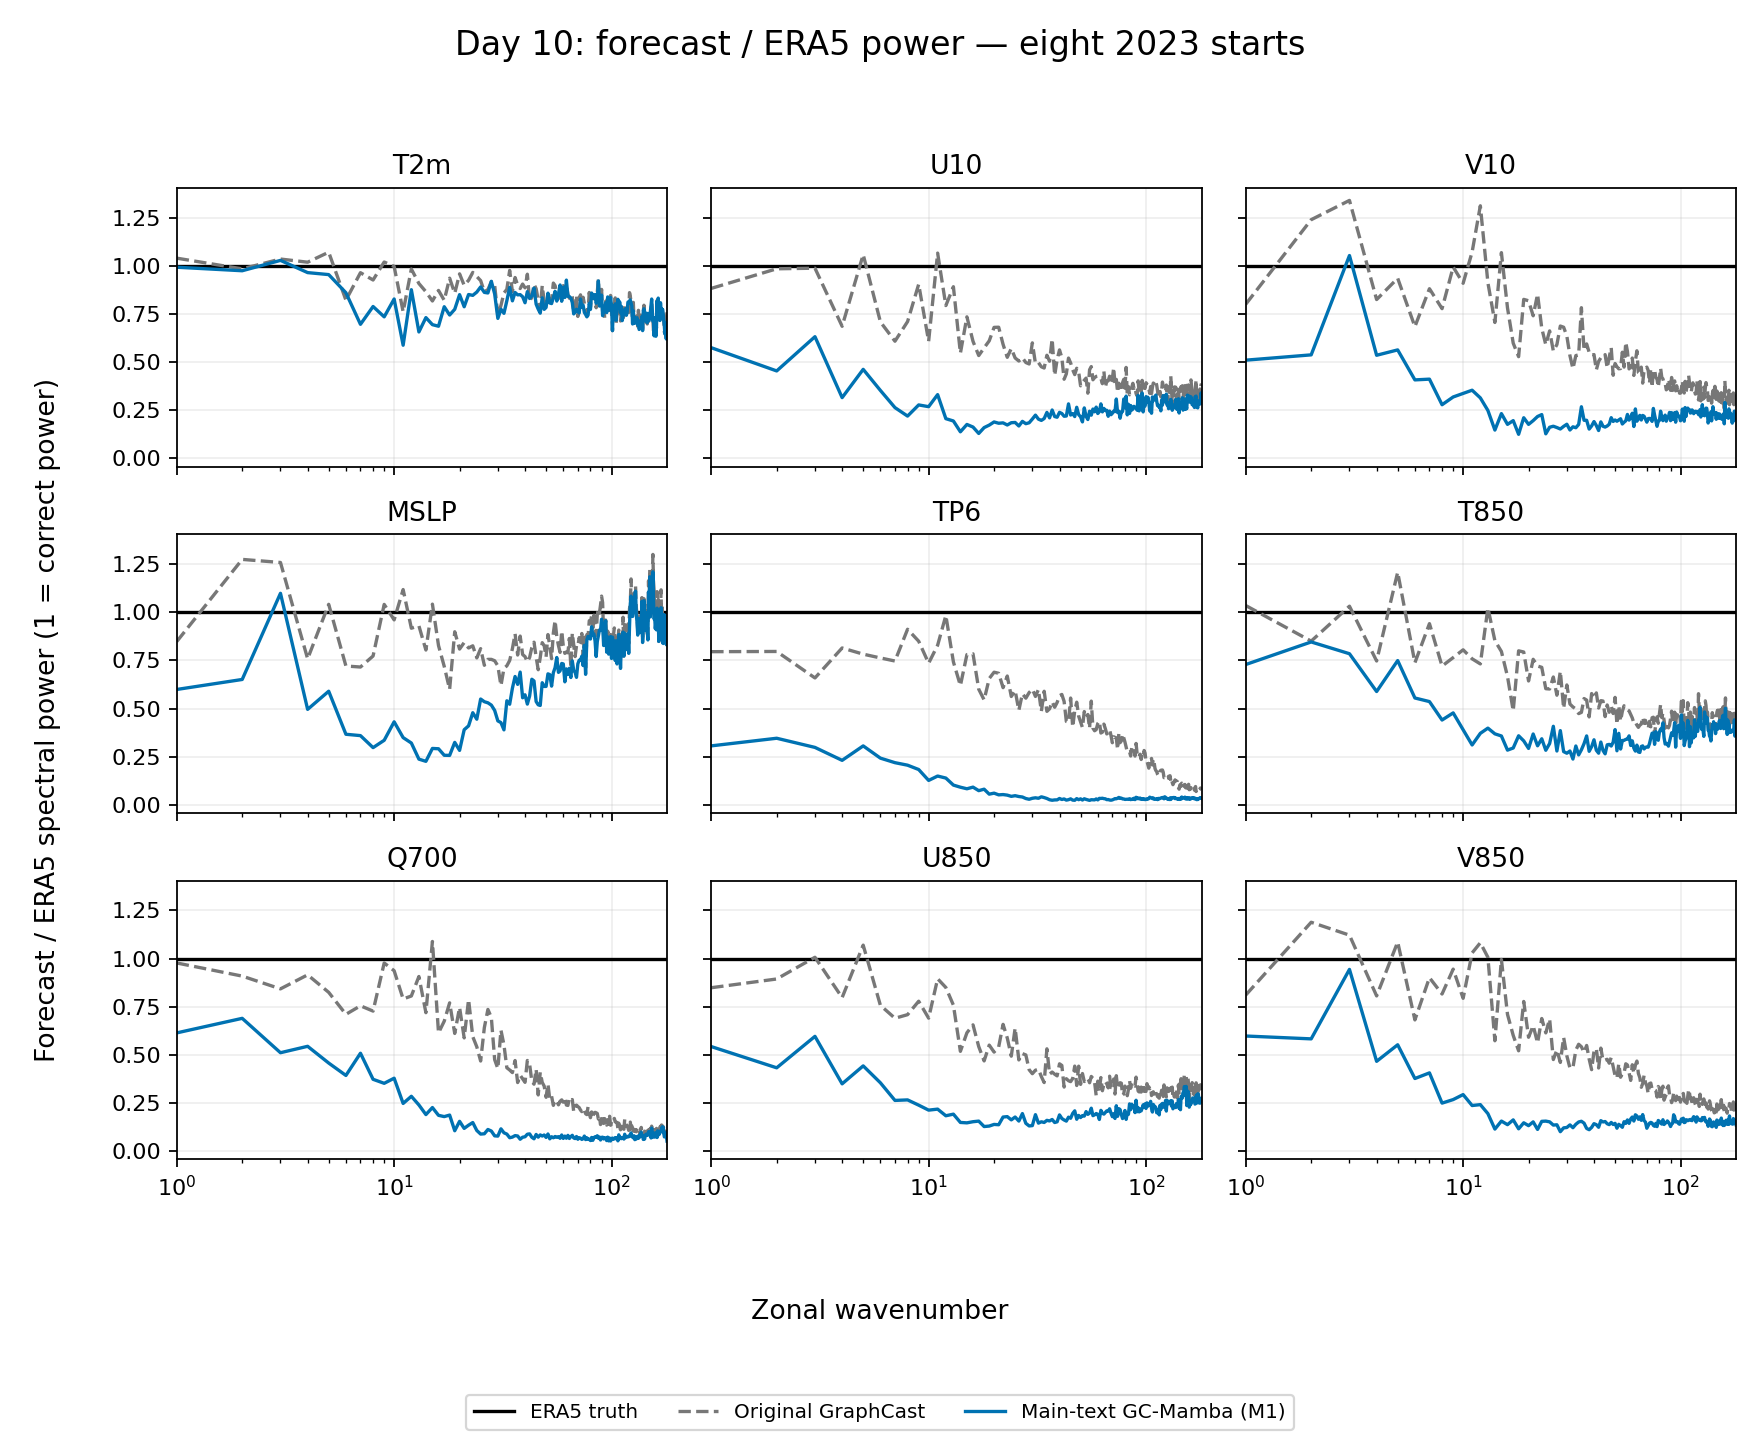 Day 10: forecast / ERA5 power — eight 2023 starts
T2m
U10
V10
1.25
1.00
0.75
0.50
0.25
0.00
MSLP
TP6
T850
1.25
1.00
0.75
0.50
0.25
0.00
Q700
U850
V850
1.25
1.00
0.75
0.50
0.25
0.00
10⁰ 10¹ 10² 10⁰ 10¹ 10² 10⁰ 10¹ 10²
Forecast / ERA5 spectral power (1 = correct power)
Zonal wavenumber
ERA5 truth Original GraphCast Main-text GC-Mamba (M1)